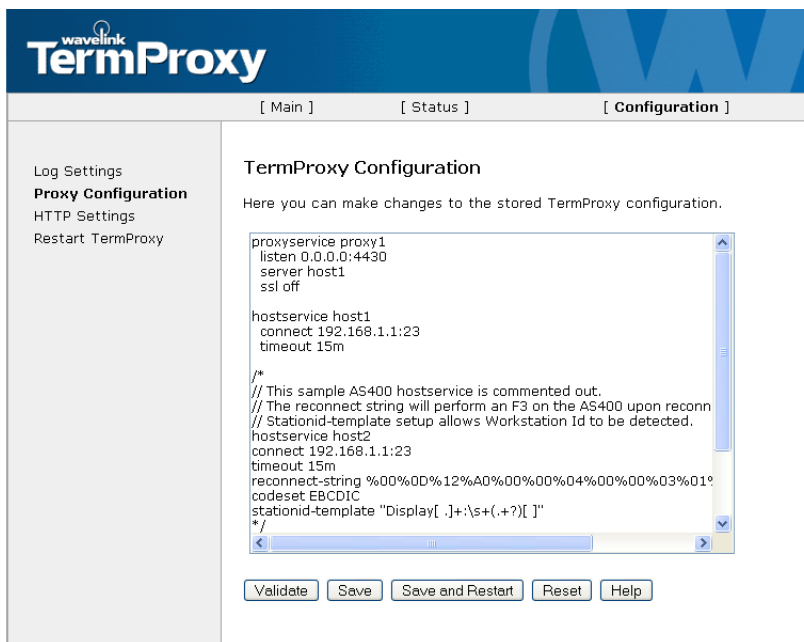 wavelink
TermProxy
[ Main ] [ Status ] [ Configuration ]
Log Settings
Proxy Configuration
HTTP Settings
Restart TermProxy
TermProxy Configuration
Here you can make changes to the stored TermProxy configuration.
proxyservice proxy1
listen 0.0.0.0:4430
server host1
ssl off
hostservice host1
connect 192.168.1.1:23
timeout 15m
/*
// This sample AS400 hostservice is commented out.
// The reconnect string will perform an F3 on the AS400 upon reconn
// Stationid-template setup allows Workstation Id to be detected.
hostservice host2
connect 192.168.1.1:23
timeout 15m
reconnect-string %00%0D%12%A0%00%00%04%00%00%03%01%
codeset EBCDIC
stationid-template "Display[ .]+:\s+(.+?)[ ]"
*/
Validate Save Save and Restart Reset Help